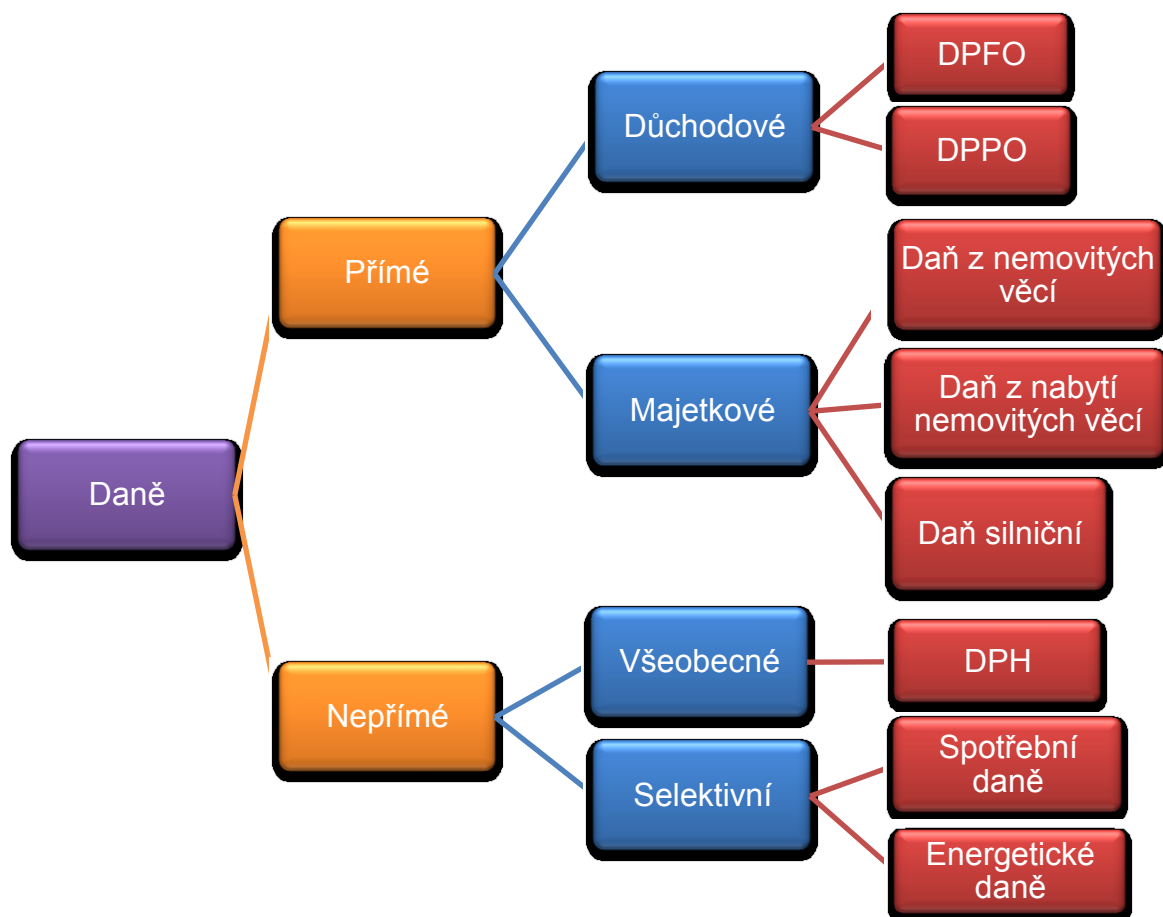 DPFO
Důchodové
DPPO
Přímé
Daň z nemovitých
věcí
Majetkové
Daň z nabytí
nemovitých věcí
Daně
Daň silniční
Všeobecné
DPH
Nepřímé
Spotřební
daně
Selektivní
Energetické
daně